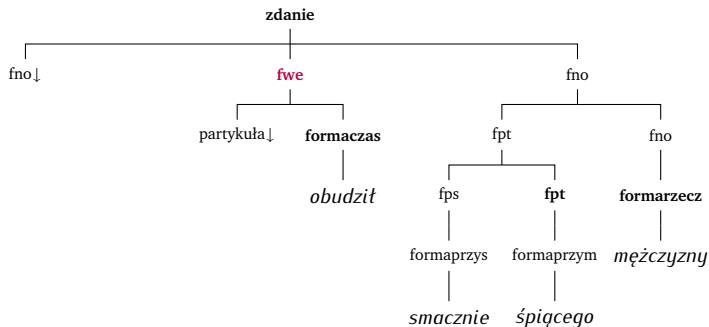 zdanie
fno↓ fwe fno
partykuła↓ formaczas fpt fno
obudził fps fpt formarzecz
formaprzys formaprzym mężczyzny
smacznie śpiącego